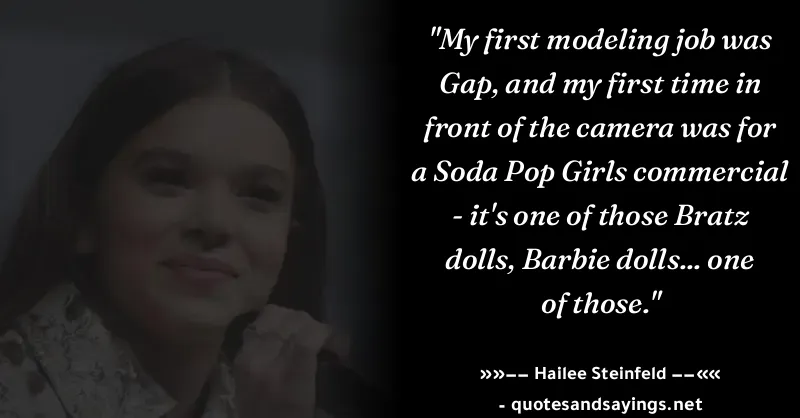 "My first modeling job was
Gap, and my first time in
front of the camera was for
a Soda Pop Girls commercial
- it's one of those Bratz
dolls, Barbie dolls... one
of those."
»»−− Hailee Steinfeld −−««
- quotesandsayings.net